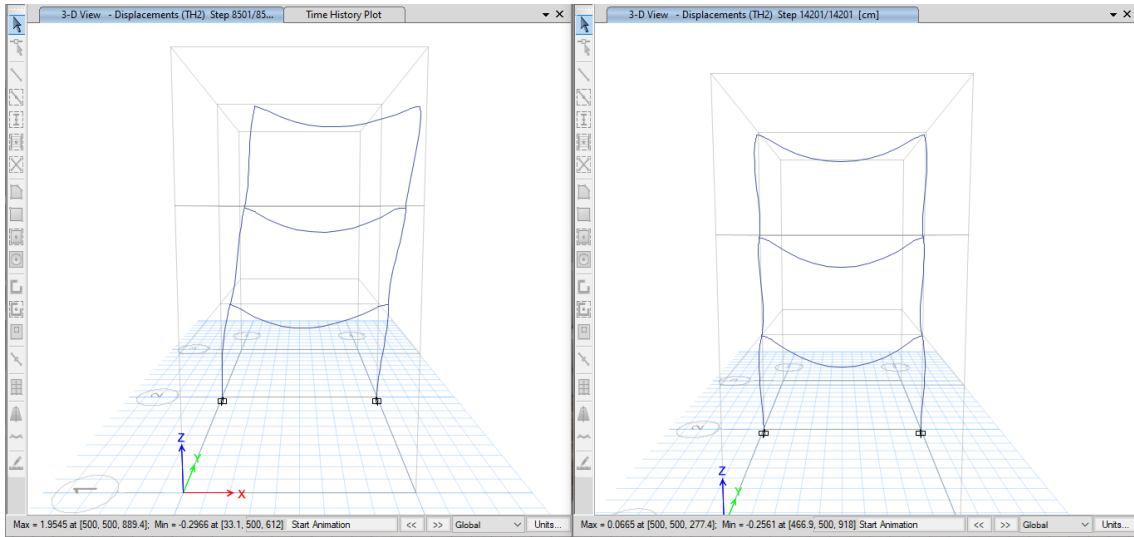 3-D View - Displacements (TH2) Step 8501/85...
Time History Plot
Z
Y
X
1
2
Max = 1.9545 at [500, 500, 889.4]; Min = -0.2966 at [33.1, 500, 612]
Start Animation
<<
>>
Global
Units...
3-D View - Displacements (TH2) Step 14201/14201 [cm]
2
Z
Y
Max = 0.0665 at [500, 500, 277.4]; Min = -0.2561 at [466.9, 500, 918]
Start Animation
<<
>>
Global
Units...